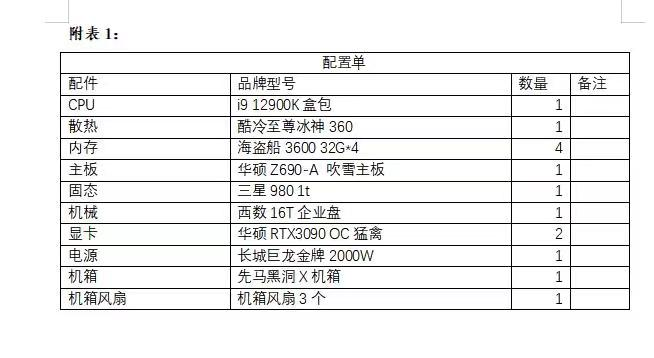 附表 1：
配置单
配件 品牌型号 数量 备注
CPU i9 12900K 盒包 1
散热 酷冷至尊冰神 360 1
内存 海盗船 3600 32G*4 4
主板 华硕 Z690-A 吹雪主板 1
固态 三星 980 1t 1
机械 西数 16T 企业盘 1
显卡 华硕 RTX3090 OC 猛禽 2
电源 长城巨龙金牌 2000W 1
机箱 先马黑洞 X 机箱 1
机箱风扇 机箱风扇 3 个 1